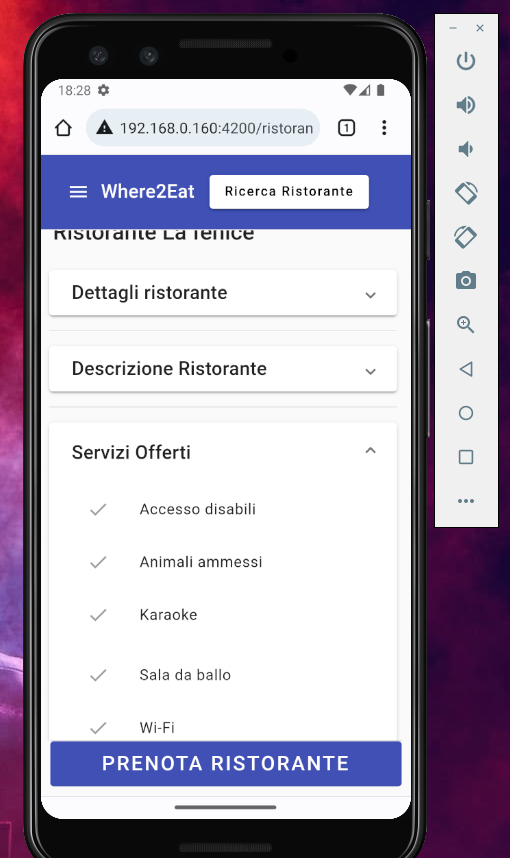 18:28
192.168.0.160:4200/ristoran
1
Where2Eat
Ricerca Ristorante
Ristorante La fenice
Dettagli ristorante
Descrizione Ristorante
Servizi Offerti
Accesso disabili
Animali ammessi
Karaoke
Sala da ballo
Wi-Fi
PRENOTA RISTORANTE